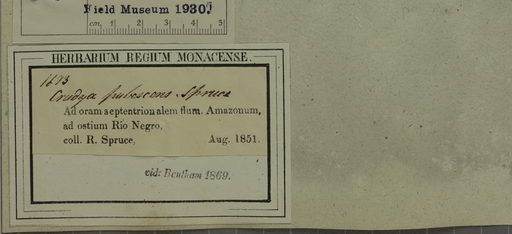 Field Museum 1930.
cm. 1 2 3 4 5
HERBARIUM REGIUM MONACENSE.
1673
Crudya pubescens Spruce
Ad oram septentrionalem flum. Amazonum,
ad ostium Rio Negro,
coll. R. Spruce, Aug. 1851.
vid: Bentham 1869.